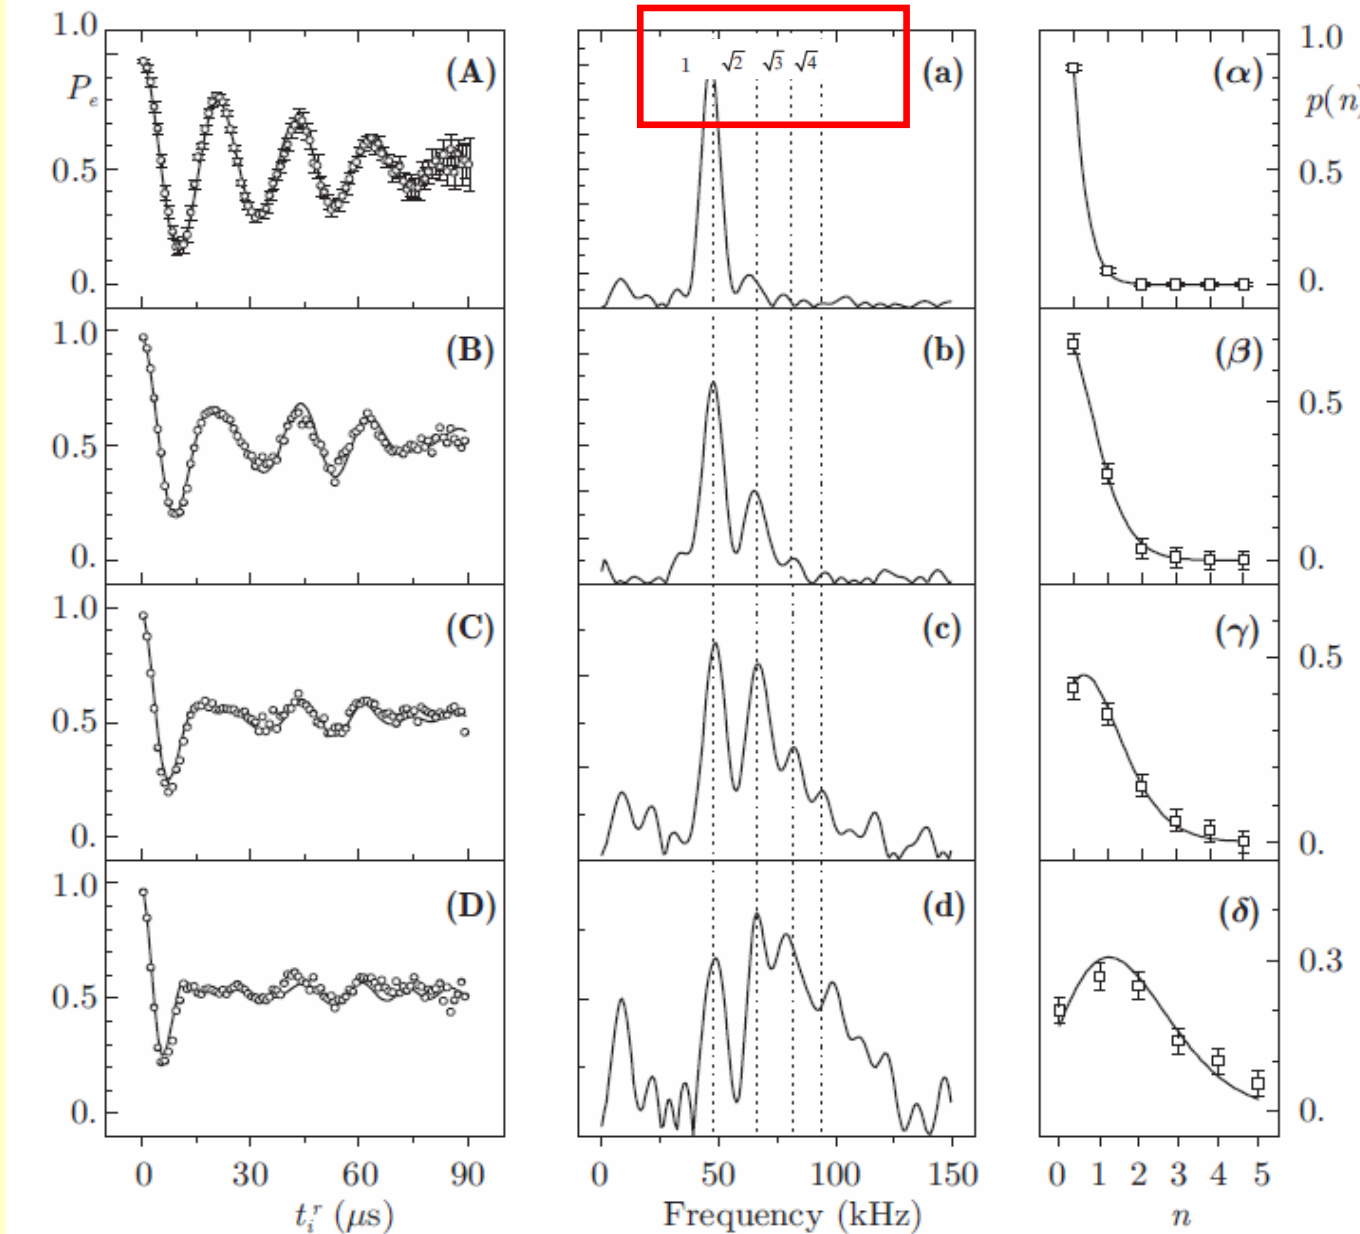 1.0 (A) 1 √2 √3 √4 (a) (α) 1.0
P_e p(n)
0.5 0.5
0. 0.
1.0 (B) (b) (β)
0.5 0.5
0. 0.
1.0 (C) (c) (γ)
0.5 0.5
0. 0.
1.0 (D) (d) (δ)
0.5 0.3
0. 0.
0 30 60 90 0 50 100 150 0 1 2 3 4 5
t_i^r (μs) Frequency (kHz) n